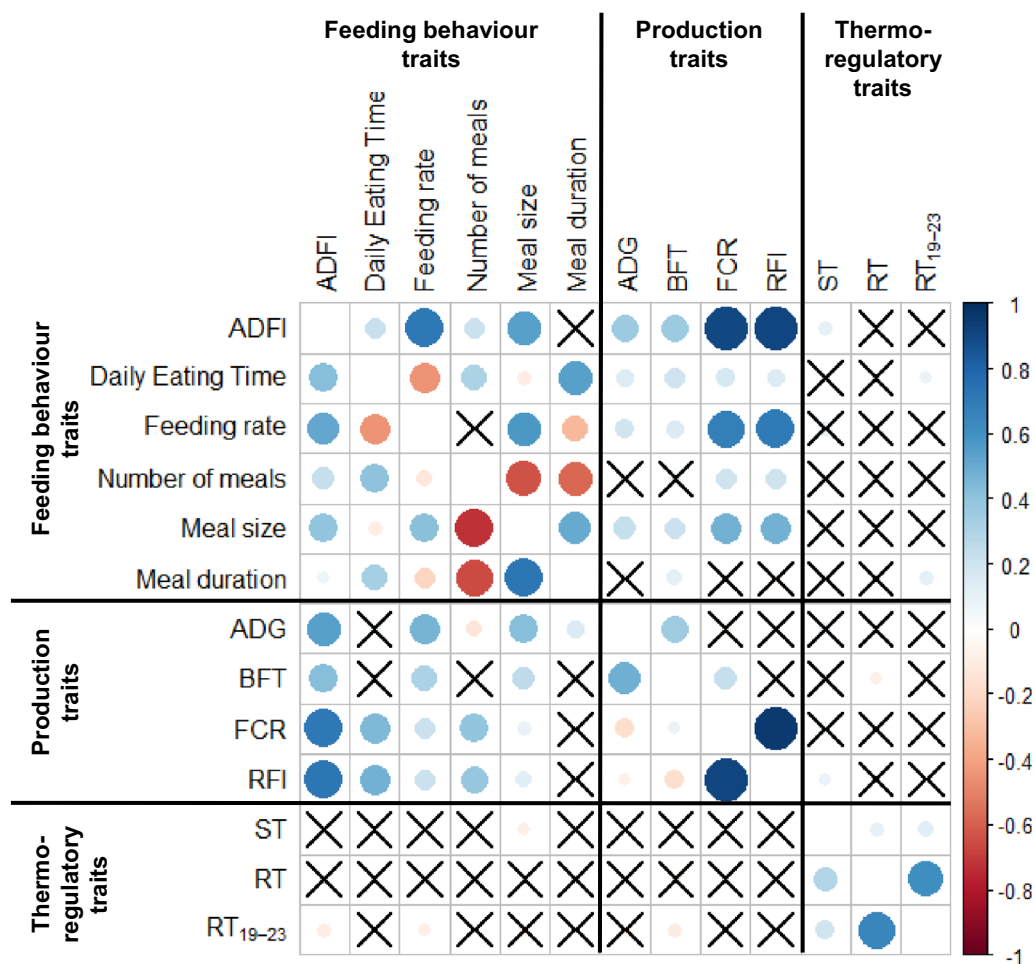 Feeding behaviour
traits
Production
traits
Thermo-
regulatory
traits
ADFI
Daily Eating Time
Feeding rate
Number of meals
Meal size
Meal duration
ADG
BFT
FCR
RFI
ST
RT
RT19–23
Feeding behaviour
traits
ADFI
Daily Eating Time
Feeding rate
Number of meals
Meal size
Meal duration
Production
traits
ADG
BFT
FCR
RFI
Thermo-
regulatory
traits
ST
RT
RT19–23
1
0.8
0.6
0.4
0.2
0
-0.2
-0.4
-0.6
-0.8
-1